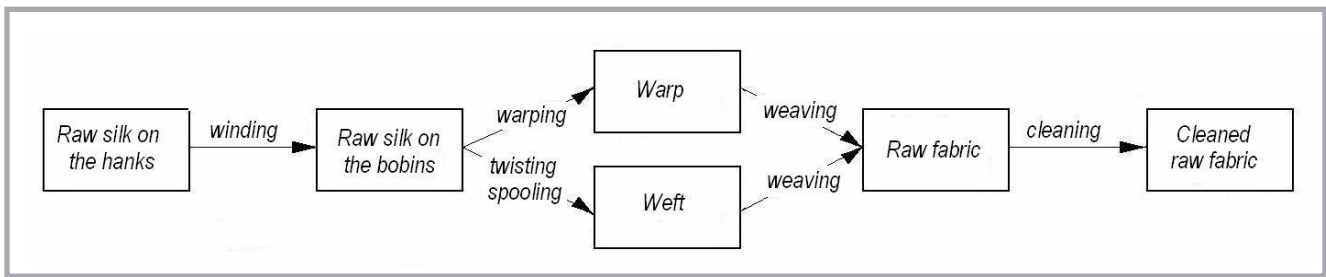 Raw silk on
the hanks
winding
Raw silk on
the bobins
warping
twisting
spooling
Warp
Weft
weaving
weaving
Raw fabric
cleaning
Cleaned
raw fabric